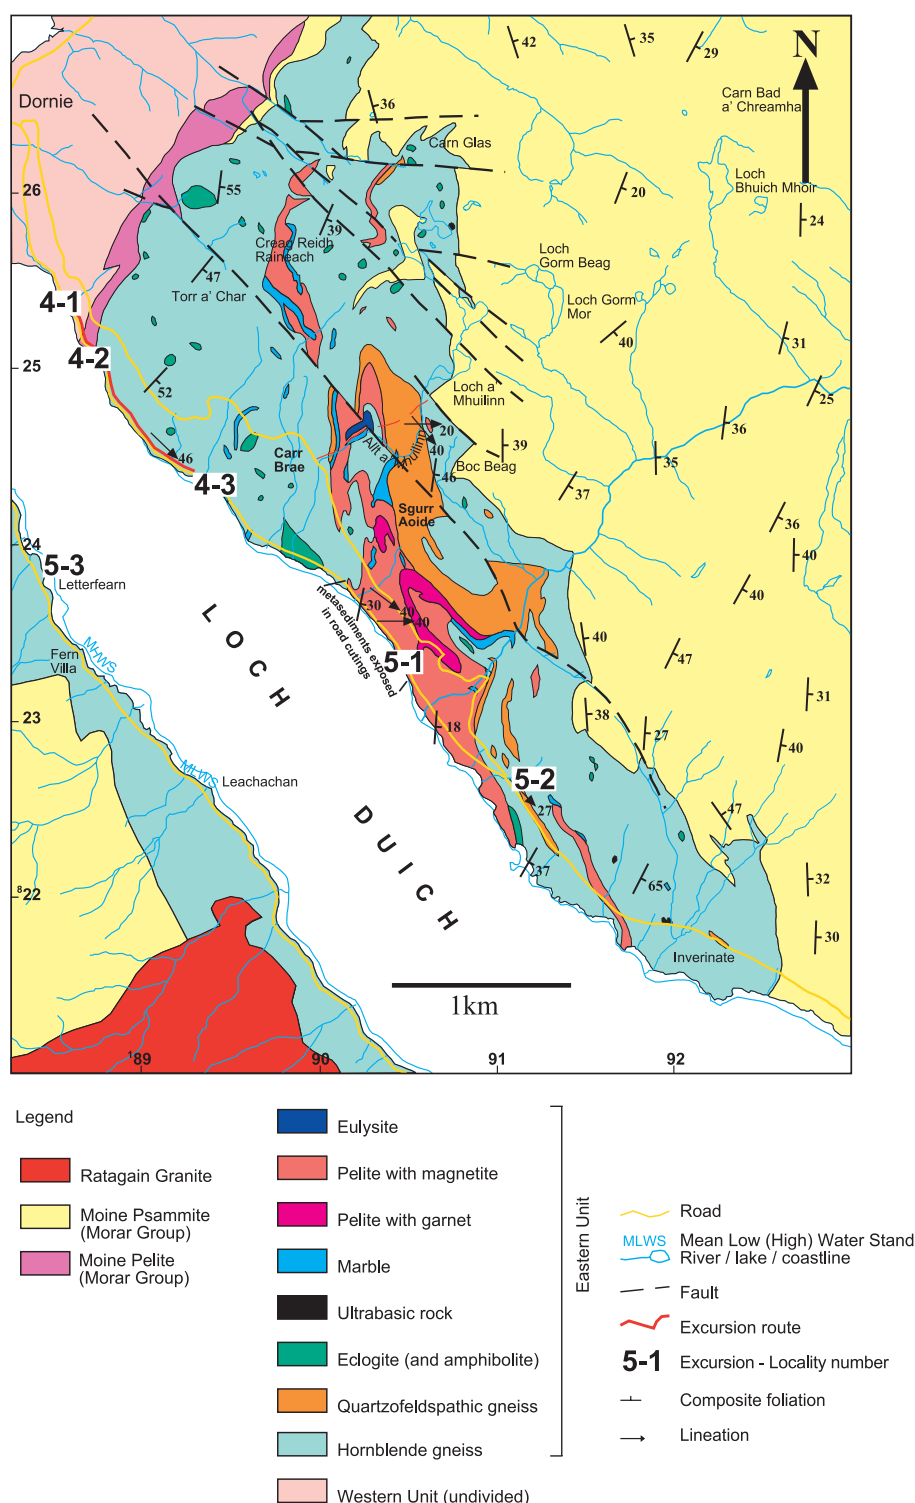 42
35
29
N
Dornie
36
Carn Bad
a' Chreamha
Carn Glas
Loch
Bhuich Mhoir
26
55
20
24
39
Creag Reidh
Raineach
Loch
Gorm Beag
47
Torr a' Char
4-1
Loch Gorm
Mor
40
31
4-2
25
52
Loch a'
Mhuilinn
25
20
36
46
Carr
Brae
Allt a' Mhuilinn
40
39
35
4-3
46
Boc Beag
37
Sgurr
Aoide
36
24
40
5-3
Letterfearn
metasediments exposed
in road cutings
30
40
40
40
40
47
Fern
Villa
MLWS
5-1
31
23
18
38
27
40
MLWS
Leachachan
5-2
27
47
LOCH
DUICH
37
65
32
8
22
30
Inverinate
1km
1
89
90
91
92
Legend
Ratagain Granite
Moine Psammite
(Morar Group)
Moine Pelite
(Morar Group)
Eulysite
Pelite with magnetite
Pelite with garnet
Marble
Ultrabasic rock
Eclogite (and amphibolite)
Quartzofeldspathic gneiss
Hornblende gneiss
Western Unit (undivided)
Eastern Unit
Road
MLWS Mean Low (High) Water Stand
River / lake / coastline
Fault
Excursion route
5-1 Excursion - Locality number
Composite foliation
Lineation